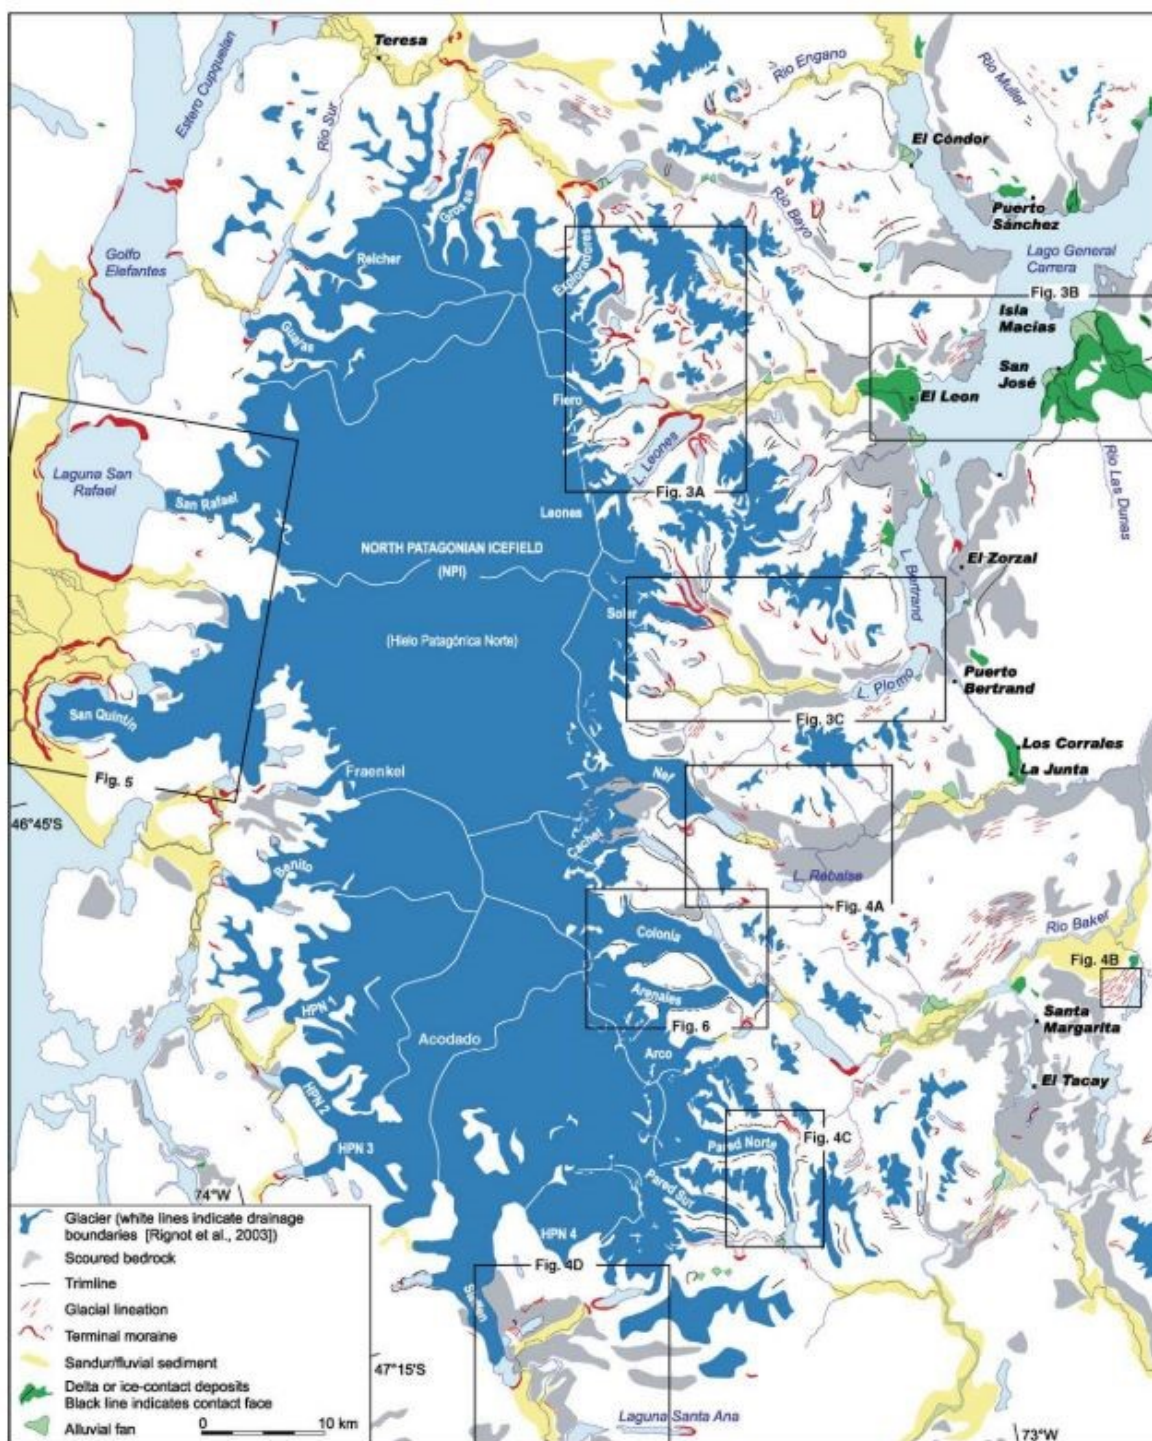 Teresa
Estero Cupquelan
Rio Sur
Rio Engano
Rio Muller
El Cóndor
Puerto
Sánchez
Rio Bayo
Lago General
Carrera
Golfo
Elefantes
Grosse
Reicher
Exploradores
Gualas
Fig. 3B
Isla
Macias
San
José
El Leon
Fiero
L. Leones
Fig. 3A
Laguna San
Rafael
San Rafael
Leones
Rio Las Dunas
NORTH PATAGONIAN ICEFIELD
(NPI)
El Zorzal
L. Bertrand
Soler
(Hielo Patagónica Norte)
L. Plomo
Puerto
Bertrand
San Quintín
Fig. 3C
Fig. 5
Los Corrales
La Junta
Fraenkel
Nef
46°45'S
Cachet
Benito
L. Rebalse
Fig. 4A
Colonia
Rio Baker
Fig. 4B
Arenales
HPN 1
Fig. 6
Santa
Margarita
Acodado
Arco
El Tacay
HPN 2
Fig. 4C
Pared Norte
HPN 3
Pared Sur
74°W
HPN 4
Fig. 4D
Steffen
Glacier (white lines indicate drainage
boundaries [Rignot et al., 2003])
Scoured bedrock
Trimline
Glacial lineation
Terminal moraine
Sandur/fluvial sediment
Delta or ice-contact deposits
Black line indicates contact face
Alluvial fan
0 10 km
47°15'S
Laguna Santa Ana
73°W